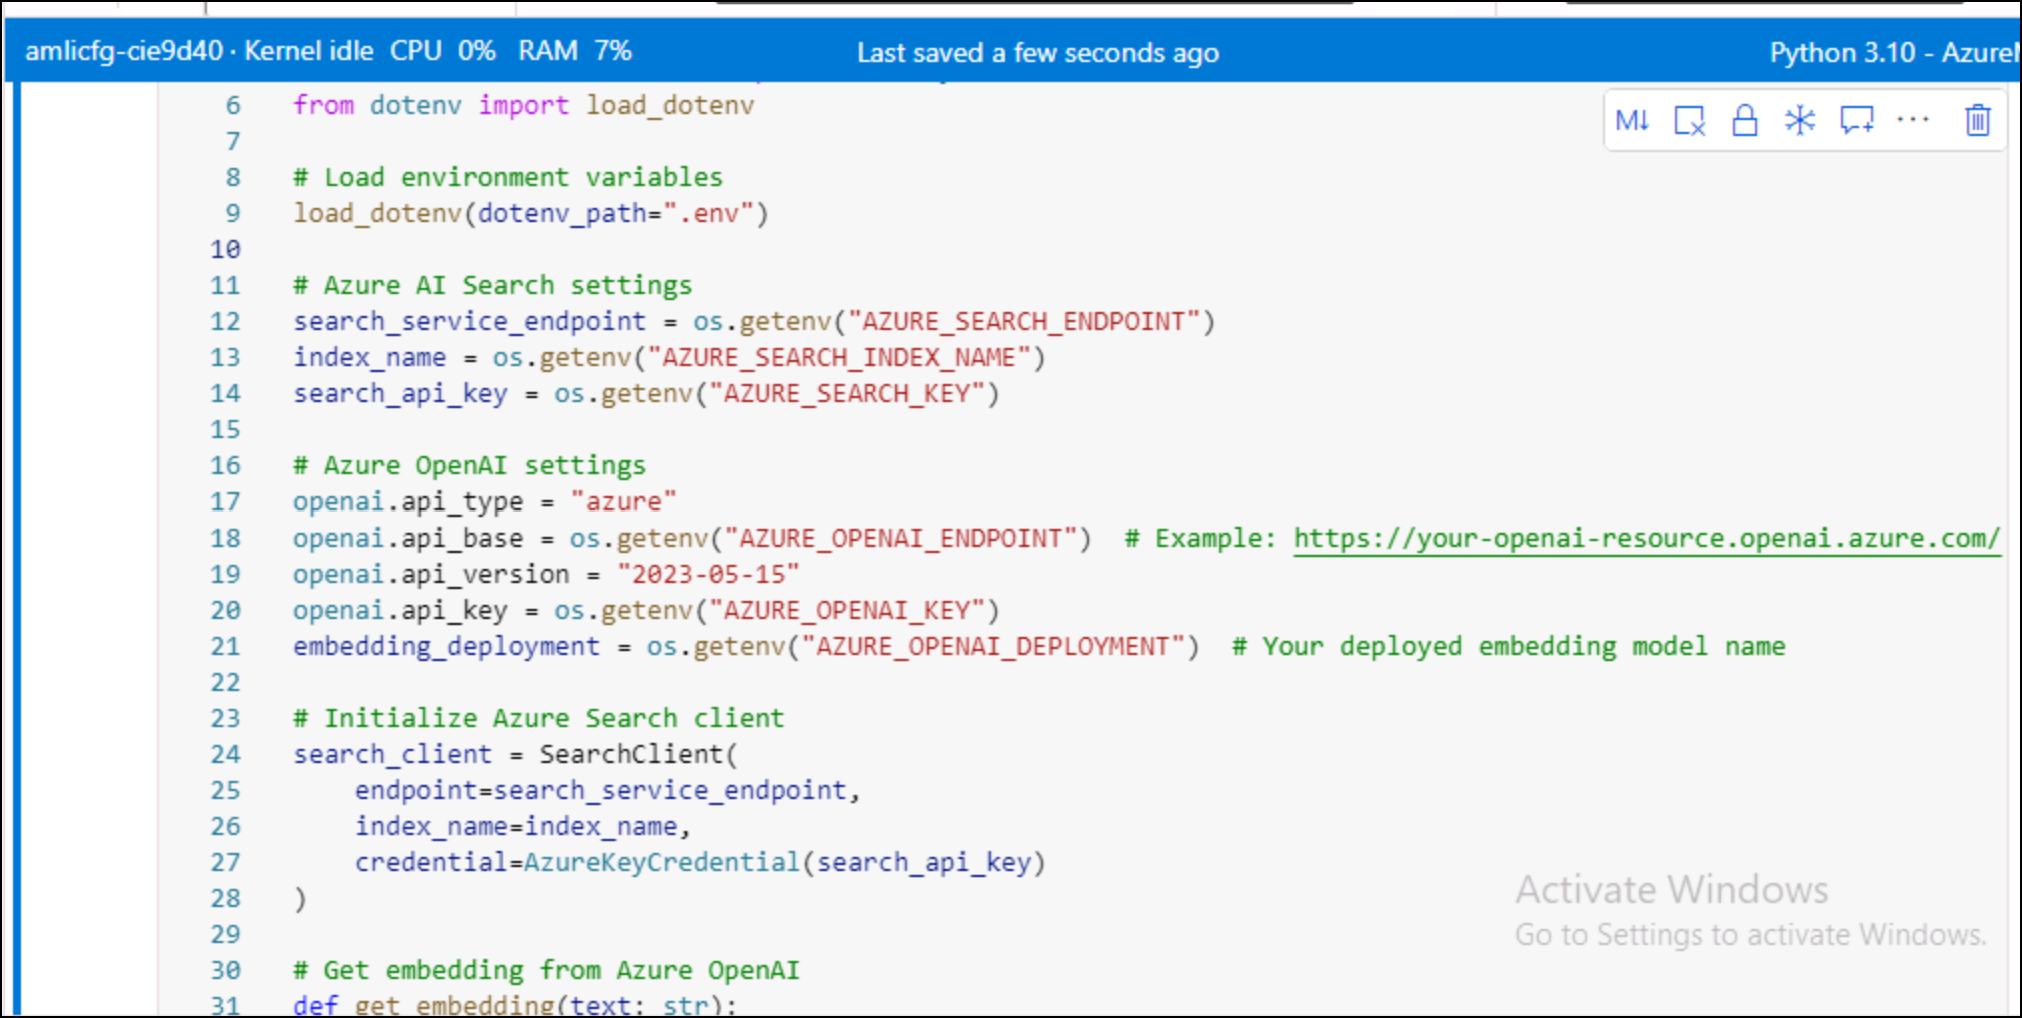 amlicfg-cie9d40 · Kernel idle CPU 0% RAM 7% Last saved a few seconds ago Python 3.10 - Azure
6 from dotenv import load_dotenv
M↓ ···
7
8 # Load environment variables
9 load_dotenv(dotenv_path=".env")
10
11 # Azure AI Search settings
12 search_service_endpoint = os.getenv("AZURE_SEARCH_ENDPOINT")
13 index_name = os.getenv("AZURE_SEARCH_INDEX_NAME")
14 search_api_key = os.getenv("AZURE_SEARCH_KEY")
15
16 # Azure OpenAI settings
17 openai.api_type = "azure"
18 openai.api_base = os.getenv("AZURE_OPENAI_ENDPOINT")  # Example: https://your-openai-resource.openai.azure.com/
19 openai.api_version = "2023-05-15"
20 openai.api_key = os.getenv("AZURE_OPENAI_KEY")
21 embedding_deployment = os.getenv("AZURE_OPENAI_DEPLOYMENT")  # Your deployed embedding model name
22
23 # Initialize Azure Search client
24 search_client = SearchClient(
25     endpoint=search_service_endpoint,
26     index_name=index_name,
27     credential=AzureKeyCredential(search_api_key)
28 )
Activate Windows
Go to Settings to activate Windows.
29
30 # Get embedding from Azure OpenAI
31 def get_embedding(text: str):